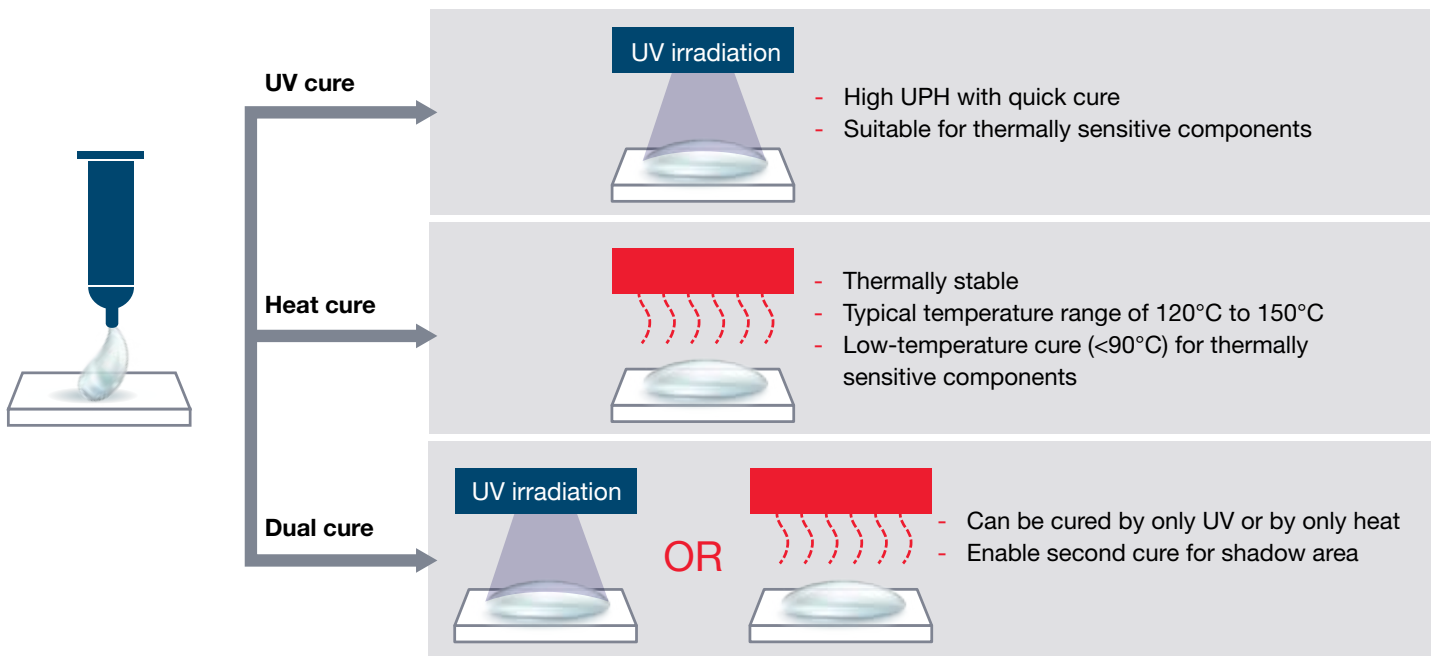 UV cure
UV irradiation
- High UPH with quick cure
- Suitable for thermally sensitive components
Heat cure
- Thermally stable
- Typical temperature range of 120°C to 150°C
- Low-temperature cure (<90°C) for thermally
sensitive components
Dual cure
UV irradiation
OR
- Can be cured by only UV or by only heat
- Enable second cure for shadow area